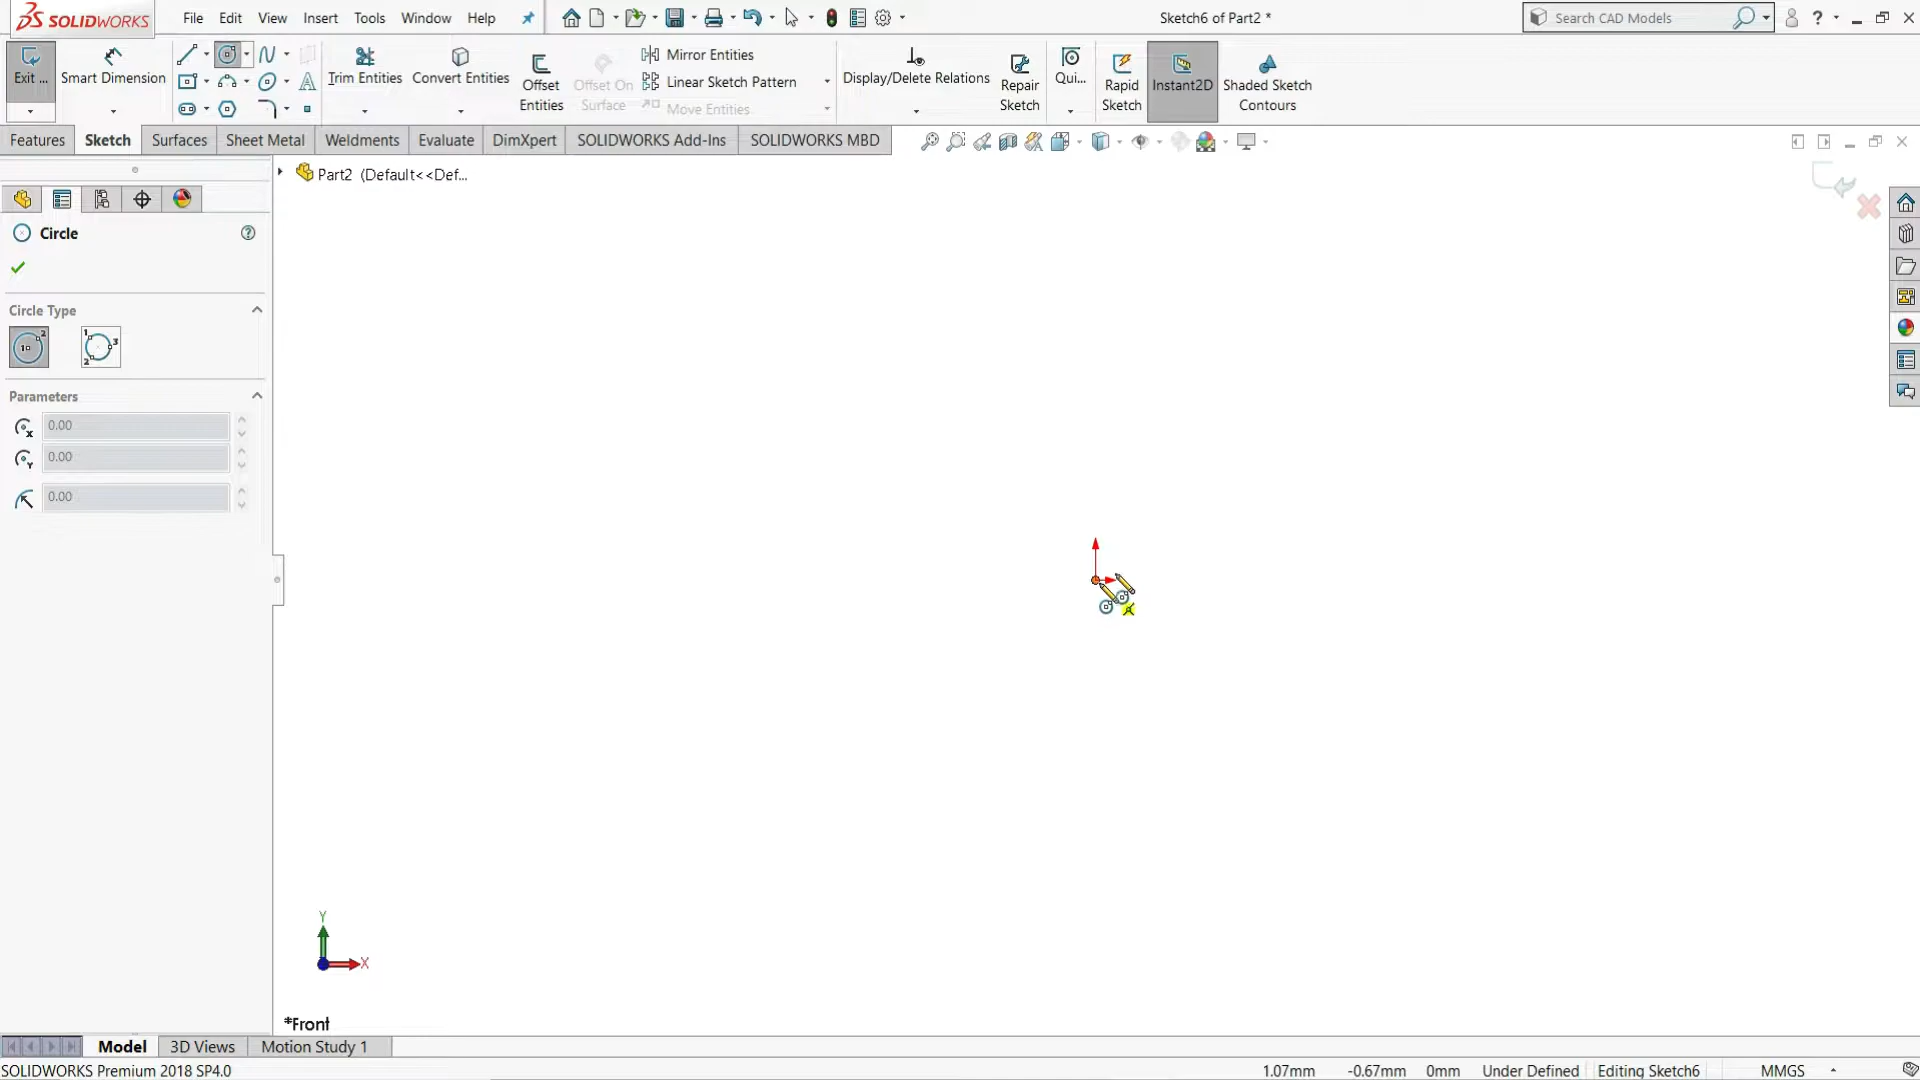 SOLIDWORKS
File Edit View Insert Tools Window Help
Sketch6 of Part2 *
Search CAD Models
Exit ...
Smart Dimension
Trim Entities
Convert Entities
Offset Entities
Offset On Surface
Mirror Entities
Linear Sketch Pattern
Move Entities
Display/Delete Relations
Repair Sketch
Qui...
Rapid Sketch
Instant2D
Shaded Sketch Contours
Features Sketch Surfaces Sheet Metal Weldments Evaluate DimXpert SOLIDWORKS Add-Ins SOLIDWORKS MBD
Part2 (Default<<Def...
Circle
Circle Type
Parameters
0.00
0.00
0.00
Y
X
*Front
Model 3D Views Motion Study 1
SOLIDWORKS Premium 2018 SP4.0
1.07mm -0.67mm 0mm Under Defined Editing Sketch6 MMGS